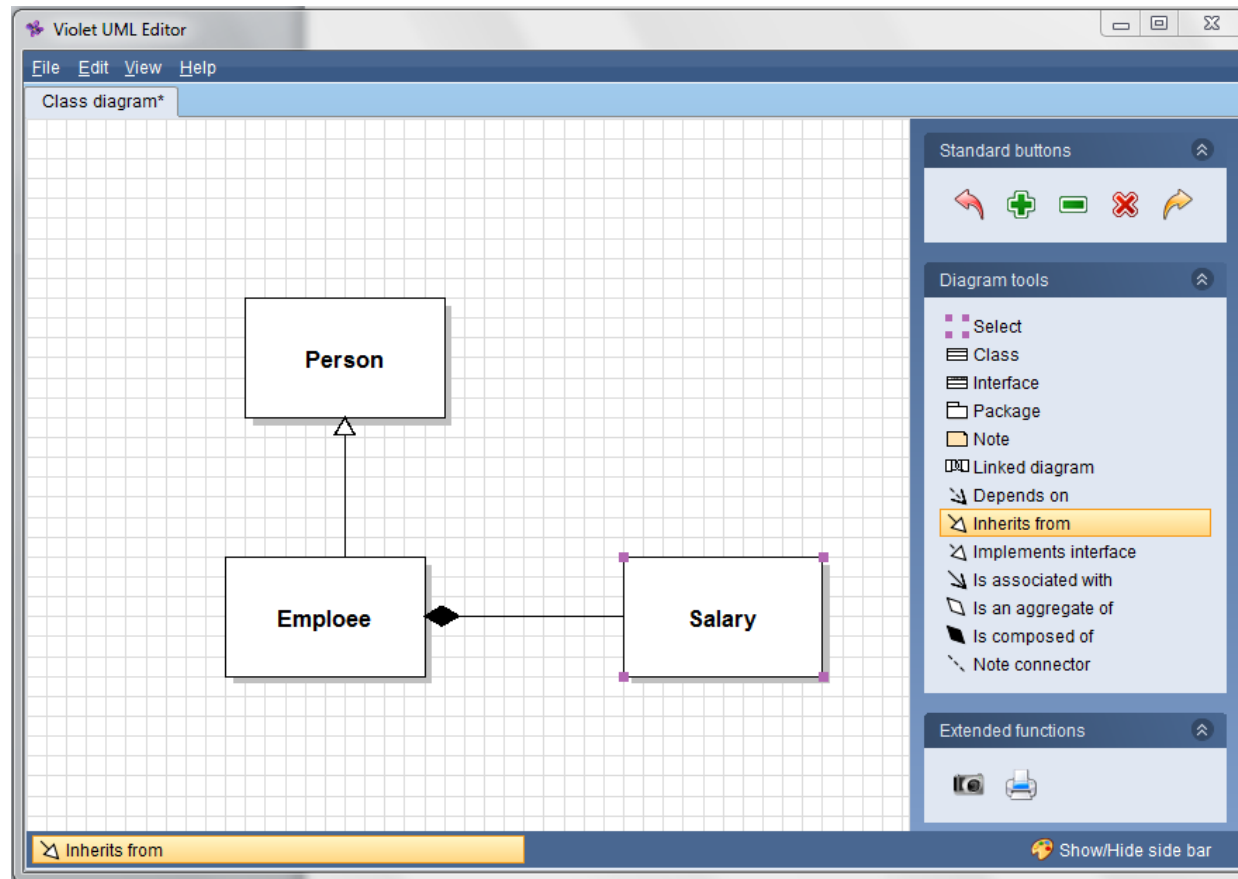 Violet UML Editor
File Edit View Help
Class diagram*
Person
Emploee
Salary
Standard buttons
Diagram tools
Select
Class
Interface
Package
Note
Linked diagram
Depends on
Inherits from
Implements interface
Is associated with
Is an aggregate of
Is composed of
Note connector
Extended functions
Inherits from
Show/Hide side bar